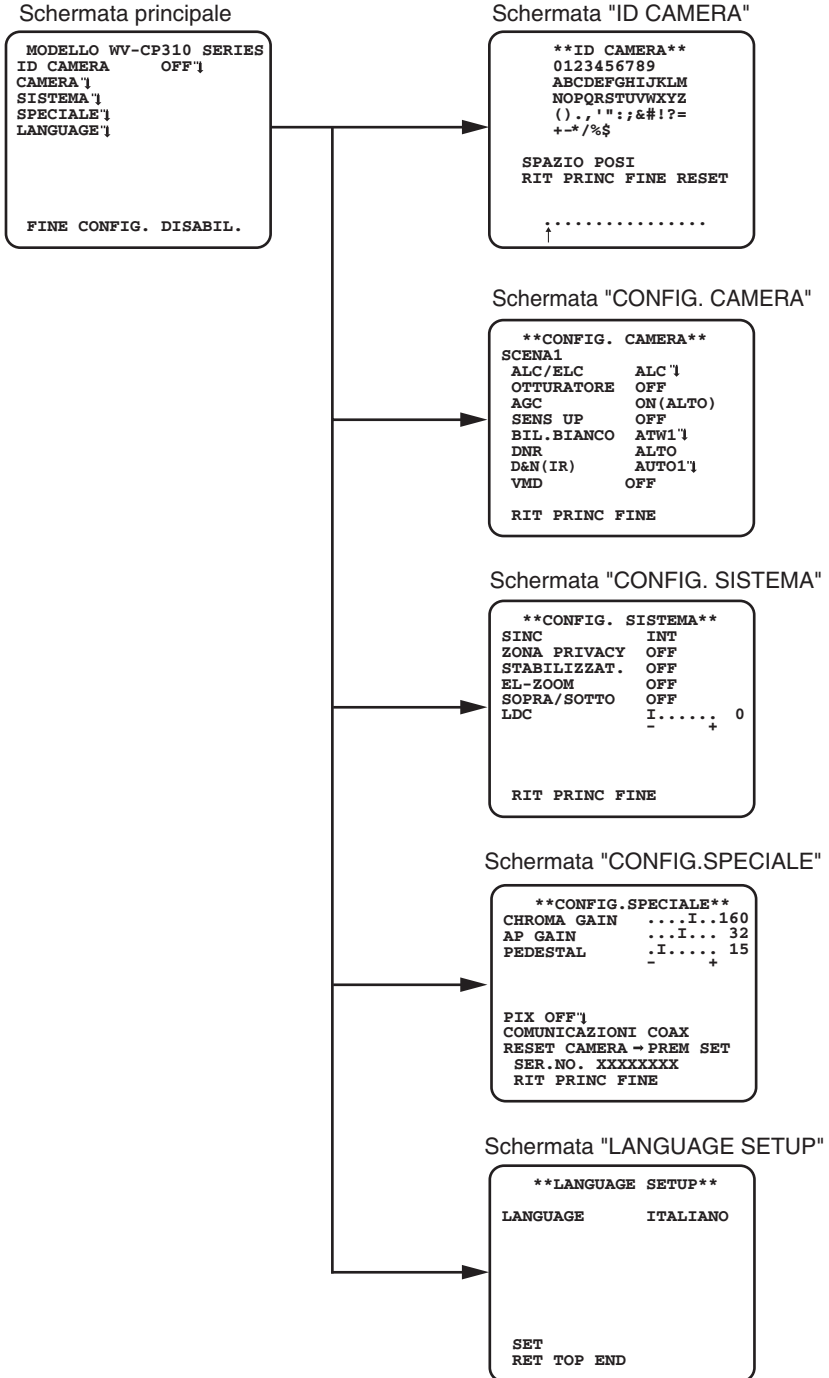 Schermata principale
MODELLO WV-CP310 SERIES
ID CAMERA OFF
CAMERA
SISTEMA
SPECIALE
LANGUAGE
FINE CONFIG. DISABIL.
Schermata "ID CAMERA"
**ID CAMERA**
0123456789
ABCDEFGHIJKLM
NOPQRSTUVWXYZ
().,'":;&#!?=
+-*/%$
SPAZIO POSI
RIT PRINC FINE RESET
................
↑
Schermata "CONFIG. CAMERA"
**CONFIG. CAMERA**
SCENA1
ALC/ELC ALC
OTTURATORE OFF
AGC ON(ALTO)
SENS UP OFF
BIL.BIANCO ATW1
DNR ALTO
D&N(IR) AUTO1
VMD OFF
RIT PRINC FINE
Schermata "CONFIG. SISTEMA"
**CONFIG. SISTEMA**
SINC INT
ZONA PRIVACY OFF
STABILIZZAT. OFF
EL-ZOOM OFF
SOPRA/SOTTO OFF
LDC I...... 0
- +
RIT PRINC FINE
Schermata "CONFIG.SPECIALE"
**CONFIG.SPECIALE**
CHROMA GAIN ....I..160
AP GAIN ...I... 32
PEDESTAL .I..... 15
- +
PIX OFF
COMUNICAZIONI COAX
RESET CAMERA → PREM SET
SER.NO. XXXXXXXX
RIT PRINC FINE
Schermata "LANGUAGE SETUP"
**LANGUAGE SETUP**
LANGUAGE ITALIANO
SET
RET TOP END